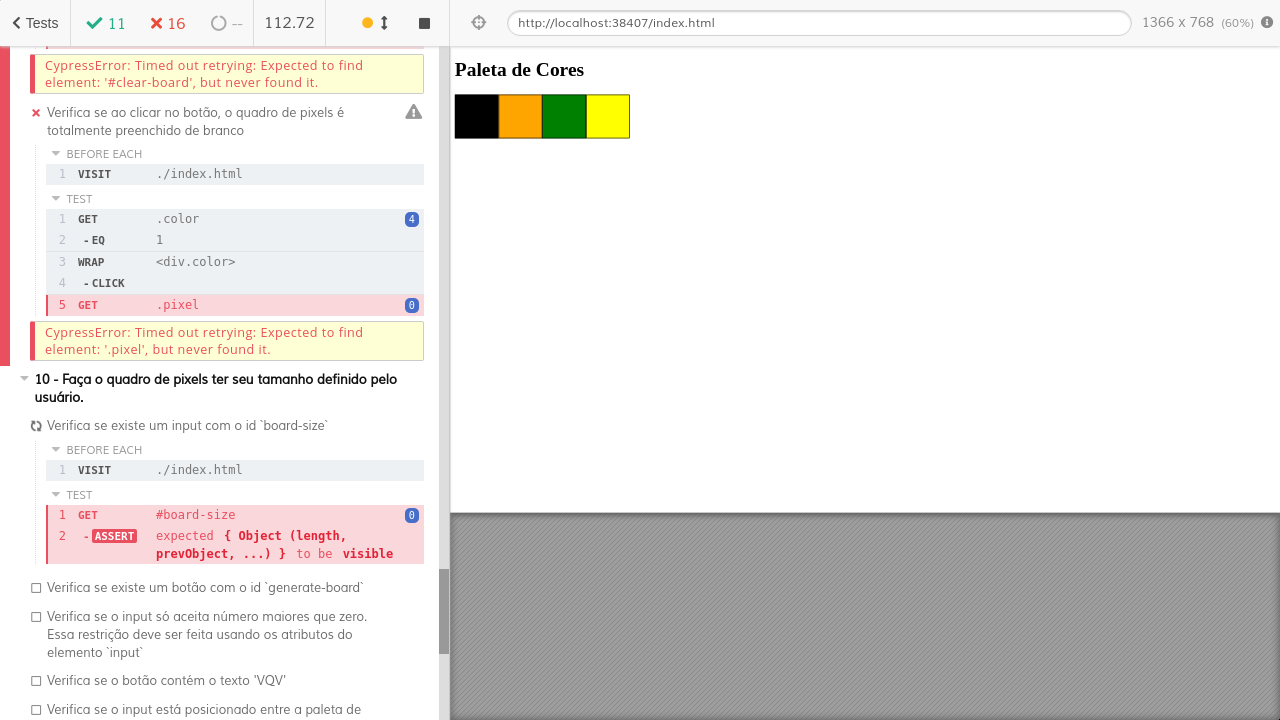 Tests 11 16 -- 112.72 http://localhost:38407/index.html 1366 x 768 (60%)
CypressError: Timed out retrying: Expected to find
element: '#clear-board', but never found it.
Verifica se ao clicar no botão, o quadro de pixels é
totalmente preenchido de branco
BEFORE EACH
1 VISIT ./index.html
TEST
1 GET .color 4
2 -EQ 1
3 WRAP <div.color>
4 -CLICK
5 GET .pixel 0
CypressError: Timed out retrying: Expected to find
element: '.pixel', but never found it.
10 - Faça o quadro de pixels ter seu tamanho definido pelo
usuário.
Verifica se existe um input com o id `board-size`
BEFORE EACH
1 VISIT ./index.html
TEST
1 GET #board-size 0
2 -ASSERT expected { Object (length,
prevObject, ...) } to be visible
Verifica se existe um botão com o id `generate-board`
Verifica se o input só aceita número maiores que zero.
Essa restrição deve ser feita usando os atributos do
elemento `input`
Verifica se o botão contém o texto 'VQV'
Verifica se o input está posicionado entre a paleta de
Paleta de Cores